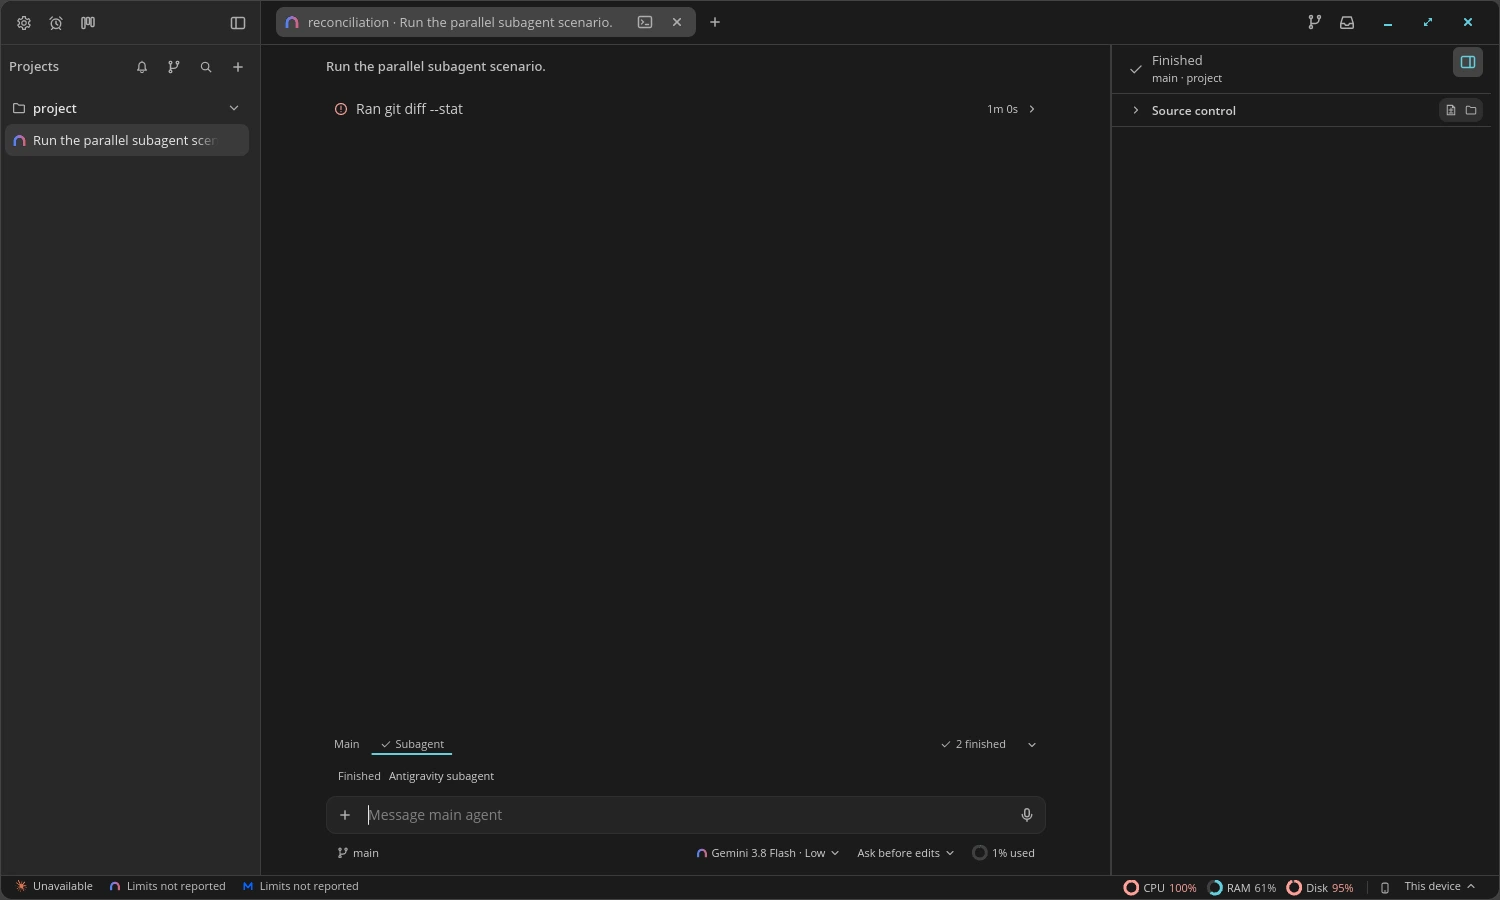 reconciliation · Run the parallel subagent scenario.
Projects
project
Run the parallel subagent scen
Run the parallel subagent scenario.
Ran git diff --stat
1m 0s
Finished
main · project
Source control
Main
Subagent
2 finished
Finished Antigravity subagent
Message main agent
main
Gemini 3.8 Flash · Low
Ask before edits
1% used
Unavailable
Limits not reported
Limits not reported
CPU 100%
RAM 61%
Disk 95%
This device